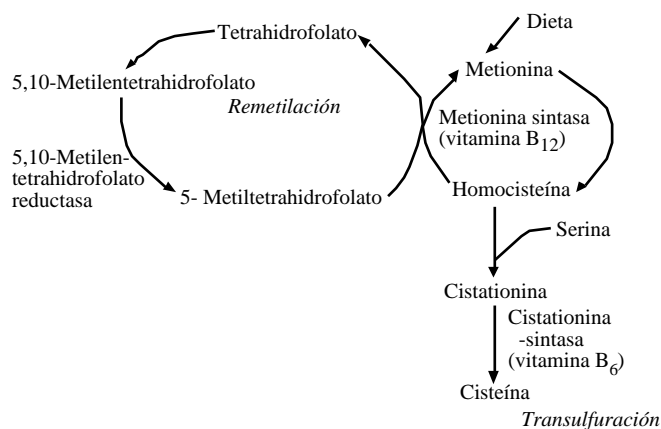 Tetrahidrofolato
Dieta
5,10-Metilentetrahidrofolato
Metionina
Remetilación
Metionina sintasa
(vitamina B12)
5,10-Metilen-
tetrahidrofolato
reductasa
5- Metiltetrahidrofolato
Homocisteína
Serina
Cistationina
Cistationina
-sintasa
(vitamina B6)
Cisteína
Transulfuración